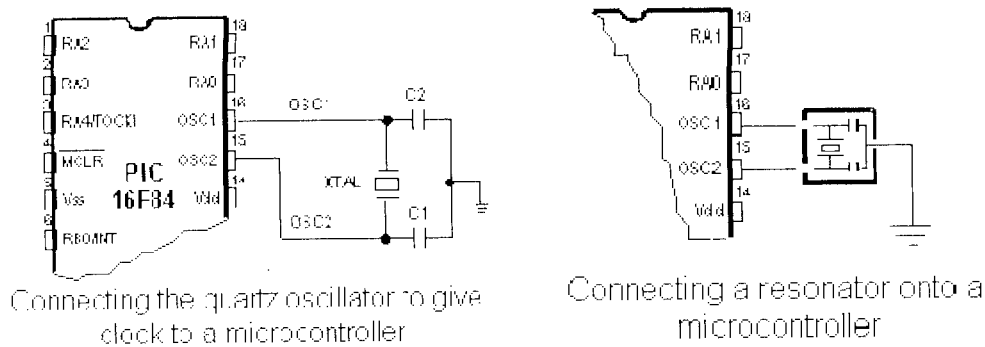 1
18
RA2
RA1
2
17
RA3
RA0
3
16
RA4/TOCKI
OSC1
4
15
MCLR
OSC2
5
14
Vss
Vdd
6
RB0/INT
PIC
16F84
OSC1
C2
XTAL
OSC2
C1
Connecting the quartz oscillator to give
clock to a microcontroller
18
RA1
17
RA0
16
OSC1
15
OSC2
14
Vdd
Connecting a resonator onto a
microcontroller